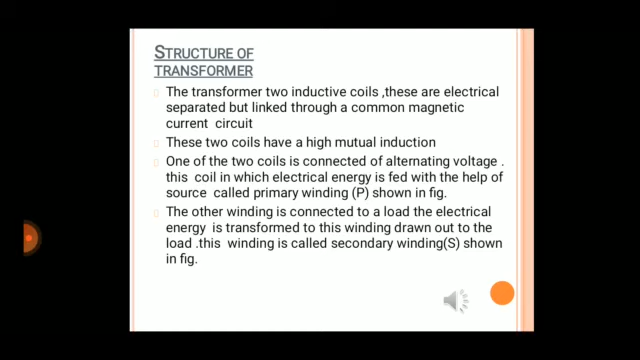 STRUCTURE OF
TRANSFORMER
The transformer two inductive coils ,these are electrical
separated but linked through a common magnetic
current circuit
These two coils have a high mutual induction
One of the two coils is connected of alternating voltage .
this coil in which electrical energy is fed with the help of
source called primary winding (P) shown in fig.
The other winding is connected to a load the electrical
energy is transformed to this winding drawn out to the
load .this winding is called secondary winding(S) shown
in fig.